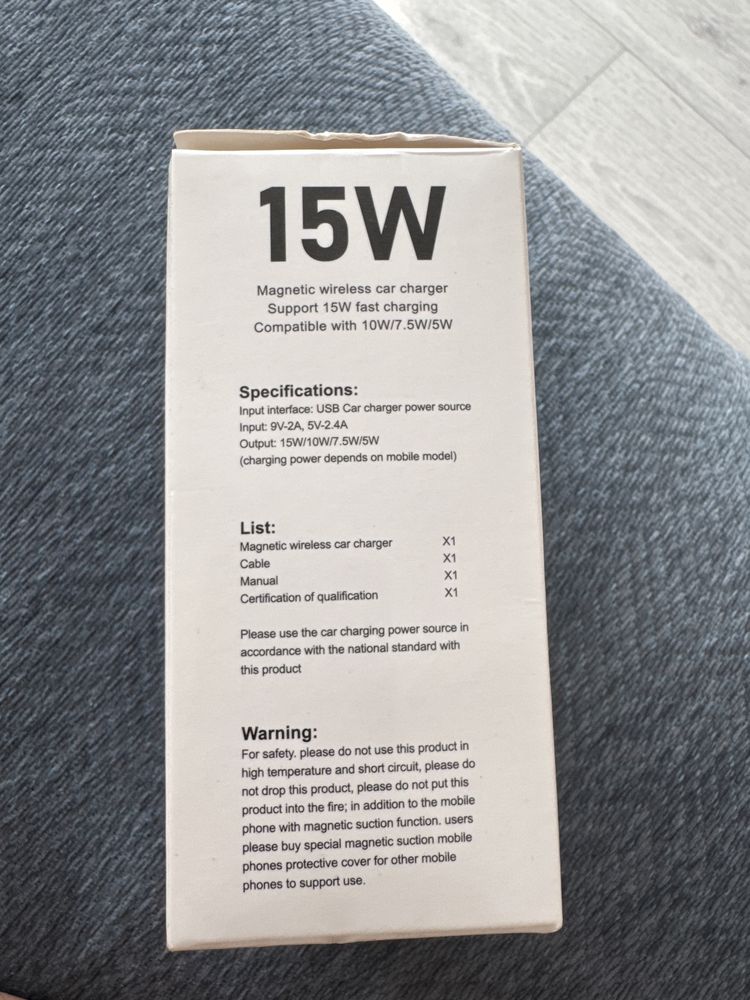 15W
Magnetic wireless car charger
Support 15W fast charging
Compatible with 10W/7.5W/5W
Specifications:
Input interface: USB Car charger power source
Input: 9V-2A, 5V-2.4A
Output: 15W/10W/7.5W/5W
(charging power depends on mobile model)
List:
Magnetic wireless car charger X1
Cable X1
Manual X1
Certification of qualification X1
Please use the car charging power source in
accordance with the national standard with
this product
Warning:
For safety. please do not use this product in
high temperature and short circuit, please do
not drop this product, please do not put this
product into the fire; in addition to the mobile
phone with magnetic suction function. users
please buy special magnetic suction mobile
phones protective cover for other mobile
phones to support use.